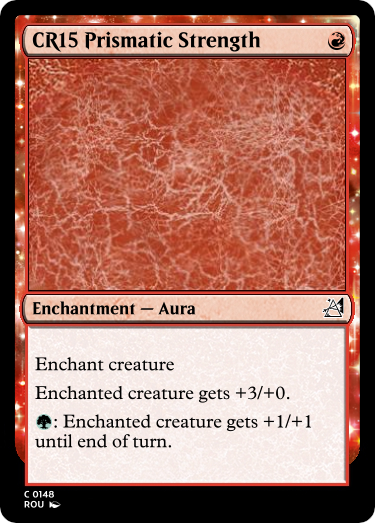 CR15 Prismatic Strength
Enchantment — Aura
Enchant creature
Enchanted creature gets +3/+0.
: Enchanted creature gets +1/+1
until end of turn.
C 0148
ROU